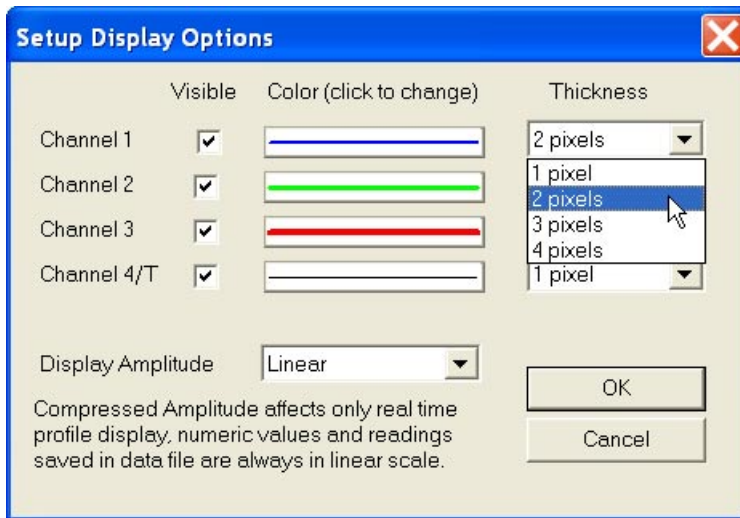 Setup Display Options
Visible Color (click to change) Thickness
Channel 1 2 pixels
1 pixel
Channel 2 2 pixels
Channel 3 3 pixels
4 pixels
Channel 4/T 1 pixel
Display Amplitude Linear
OK
Compressed Amplitude affects only real time
profile display, numeric values and readings
saved in data file are always in linear scale.
Cancel